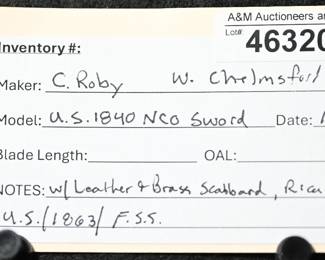 A&M Auctioneers an
Lot# 46320
Inventory #:
Maker: C. Roby W. Chelmsford
Model: U.S. 1840 NCO Sword Date:
Blade Length: OAL:
NOTES: w/ Leather & Brass Scabbard, Ric
U.S./1863/ F.S.S.